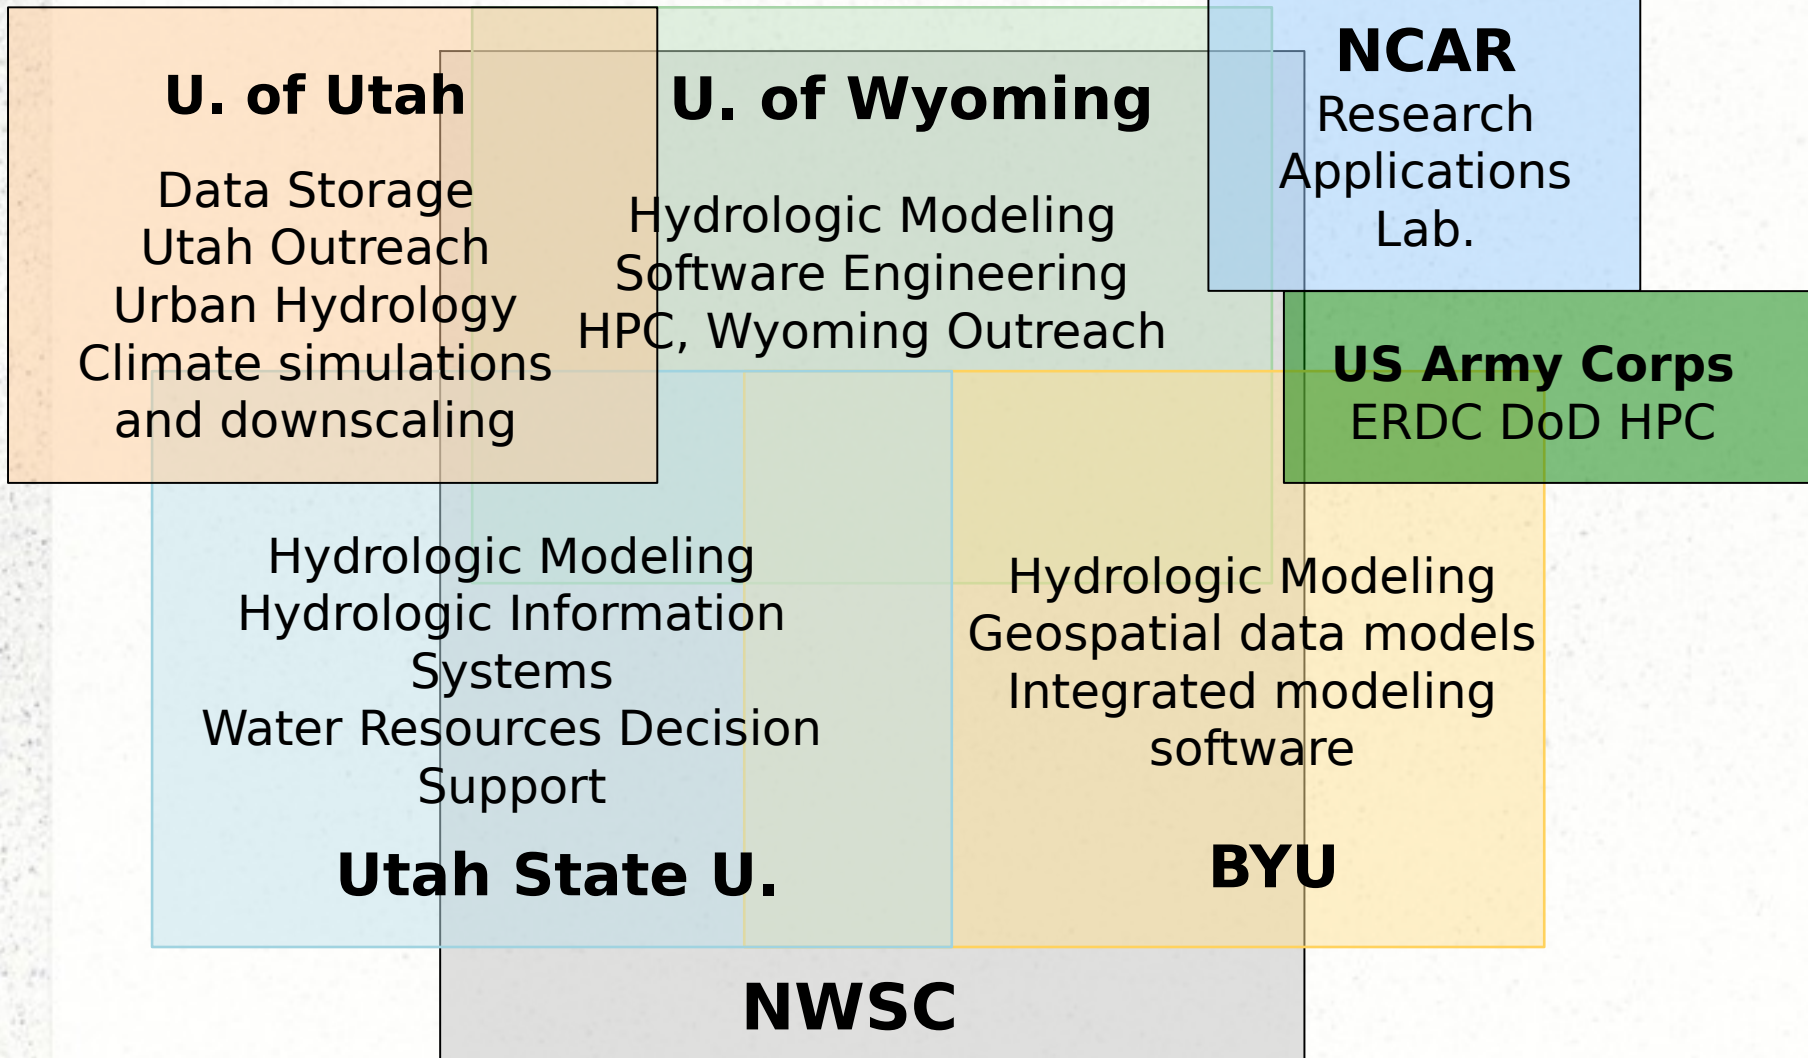 U. of Utah
Data Storage
Utah Outreach
Urban Hydrology
Climate simulations
and downscaling
U. of Wyoming
Hydrologic Modeling
Software Engineering
HPC, Wyoming Outreach
NCAR
Research
Applications
Lab.
US Army Corps
ERDC DoD HPC
Hydrologic Modeling
Hydrologic Information
Systems
Water Resources Decision
Support
Utah State U.
Hydrologic Modeling
Geospatial data models
Integrated modeling
software
BYU
NWSC